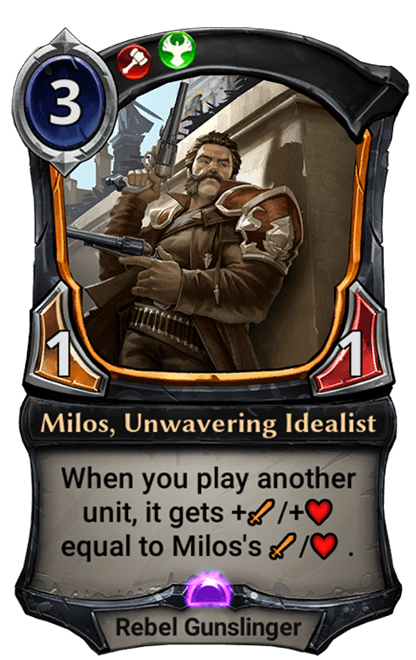 3
1 1
Milos, Unwavering Idealist
When you play another
unit, it gets +/+
equal to Milos's / .
Rebel Gunslinger